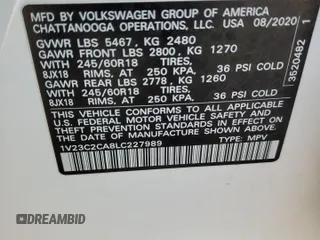 MFD BY VOLKSWAGEN GROUP OF AMERICA
CHATTANOOGA OPERATIONS, LLC. USA 08/2020
GVWR LBS 5467, KG 2480
GAWR FRONT LBS 2800, KG 1270
WITH 245/60R18 TIRES,
8JX18 RIMS, AT 250 KPA, 36 PSI COLD
GAWR REAR LBS 2778, KG 1260
WITH 245/60R18 TIRES,
8JX18 RIMS, AT 250 KPA, 36 PSI COLD
THIS VEHICLE CONFORMS TO ALL APPLICABLE
U.S. FEDERAL MOTOR VEHICLE SAFETY
AND THEFT PREVENTION STANDARDS IN EFFECT ON
THE DATE OF MANUFACTURE SHOWN ABOVE.
1V23C2CA8LC227989 TYPE: MPV
3520482 1
DREAMBID